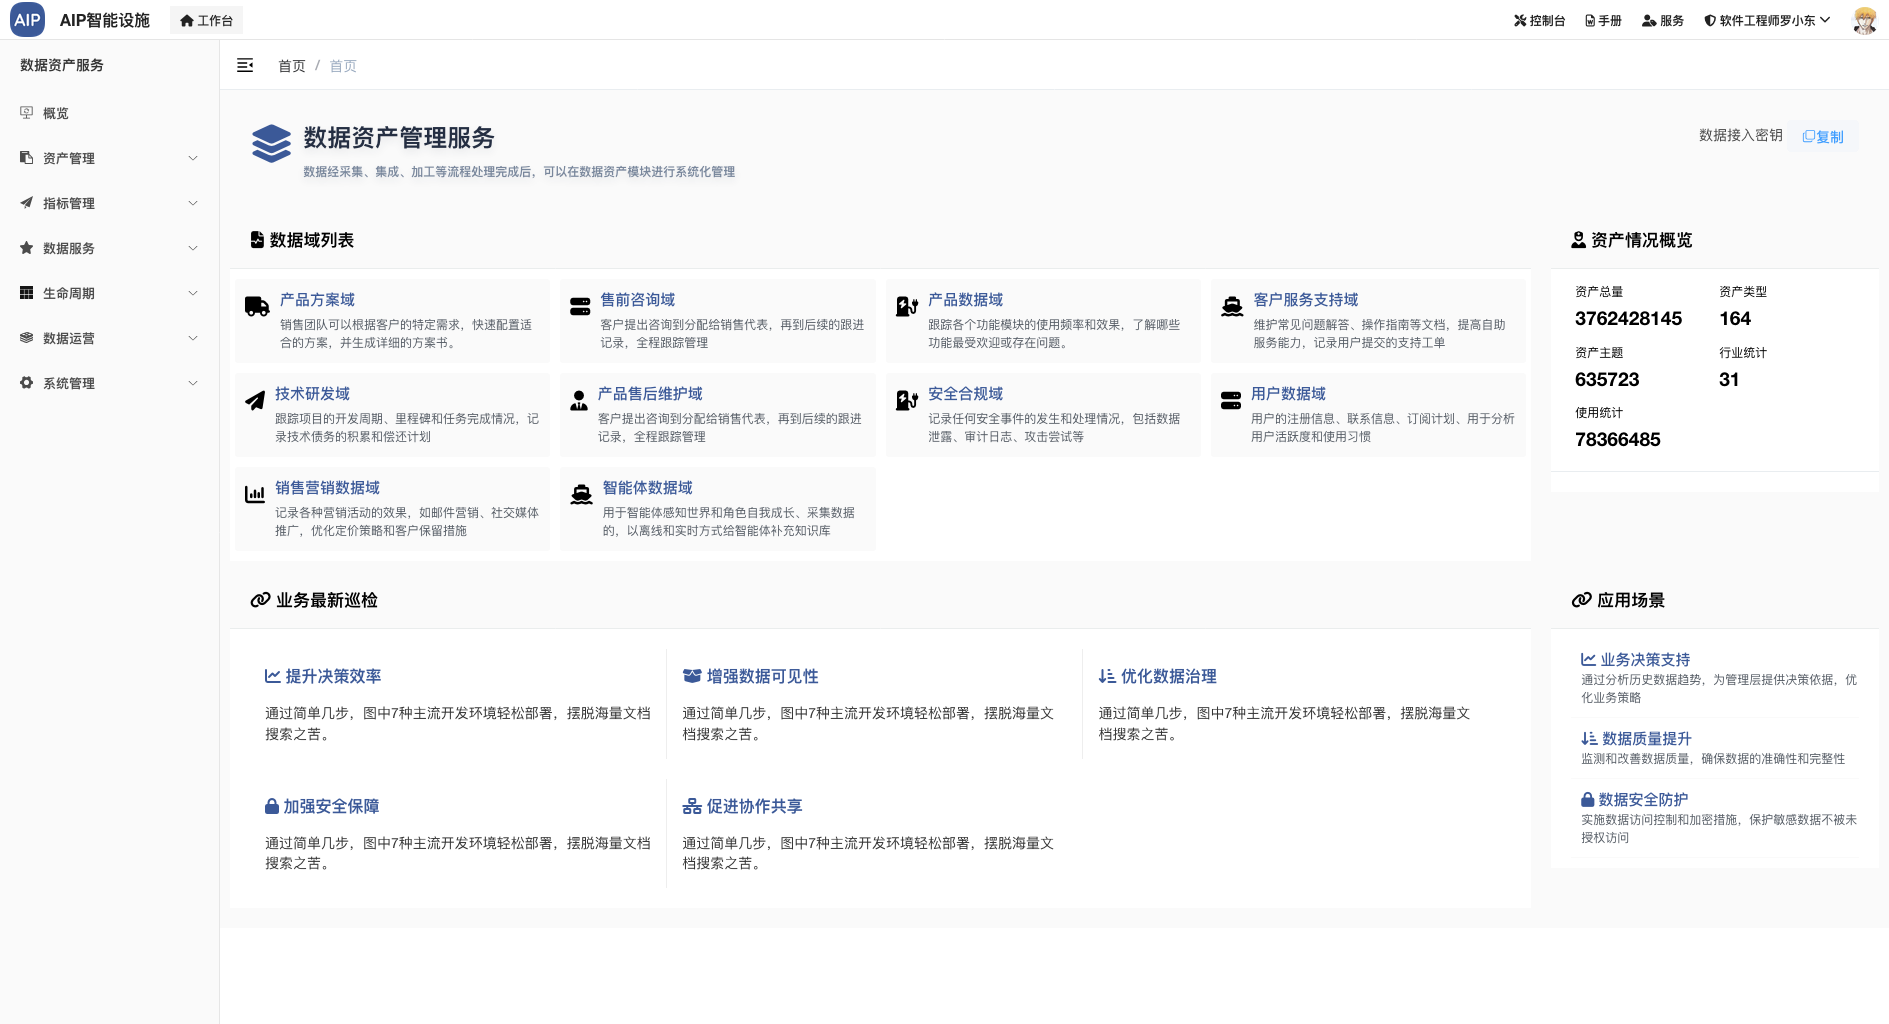 AIP AIP智能设施 工作台 控制台 手册 服务 软件工程师罗小东
数据资产服务
概览
资产管理
指标管理
数据服务
生命周期
数据运营
系统管理
首页 / 首页
数据资产管理服务
数据经采集、集成、加工等流程处理完成后，可以在数据资产模块进行系统化管理
数据接入密钥 复制
数据域列表
产品方案域
销售团队可以根据客户的特定需求，快速配置适
合的方案，并生成详细的方案书。
售前咨询域
客户提出咨询到分配给销售代表，再到后续的跟进
记录，全程跟踪管理
产品数据域
跟踪各个功能模块的使用频率和效果，了解哪些
功能最受欢迎或存在问题。
客户服务支持域
维护常见问题解答、操作指南等文档，提高自助
服务能力，记录用户提交的支持工单
技术研发域
跟踪项目的开发周期、里程碑和任务完成情况，记
录技术债务的积累和偿还计划
产品售后维护域
客户提出咨询到分配给销售代表，再到后续的跟进
记录，全程跟踪管理
安全合规域
记录任何安全事件的发生和处理情况，包括数据
泄露、审计日志、攻击尝试等
用户数据域
用户的注册信息、联系信息、订阅计划、用于分析
用户活跃度和使用习惯
销售营销数据域
记录各种营销活动的效果，如邮件营销、社交媒体
推广，优化定价策略和客户保留措施
智能体数据域
用于智能体感知世界和角色自我成长、采集数据
的，以离线和实时方式给智能体补充知识库
资产情况概览
资产总量
3762428145
资产类型
164
资产主题
635723
行业统计
31
使用统计
78366485
业务最新巡检
提升决策效率
通过简单几步，图中7种主流开发环境轻松部署，摆脱海量文档
搜索之苦。
增强数据可见性
通过简单几步，图中7种主流开发环境轻松部署，摆脱海量文
档搜索之苦。
优化数据治理
通过简单几步，图中7种主流开发环境轻松部署，摆脱海量文
档搜索之苦。
加强安全保障
通过简单几步，图中7种主流开发环境轻松部署，摆脱海量文档
搜索之苦。
促进协作共享
通过简单几步，图中7种主流开发环境轻松部署，摆脱海量文
档搜索之苦。
应用场景
业务决策支持
通过分析历史数据趋势，为管理层提供决策依据，优
化业务策略
数据质量提升
监测和改善数据质量，确保数据的准确性和完整性
数据安全防护
实施数据访问控制和加密措施，保护敏感数据不被未
授权访问